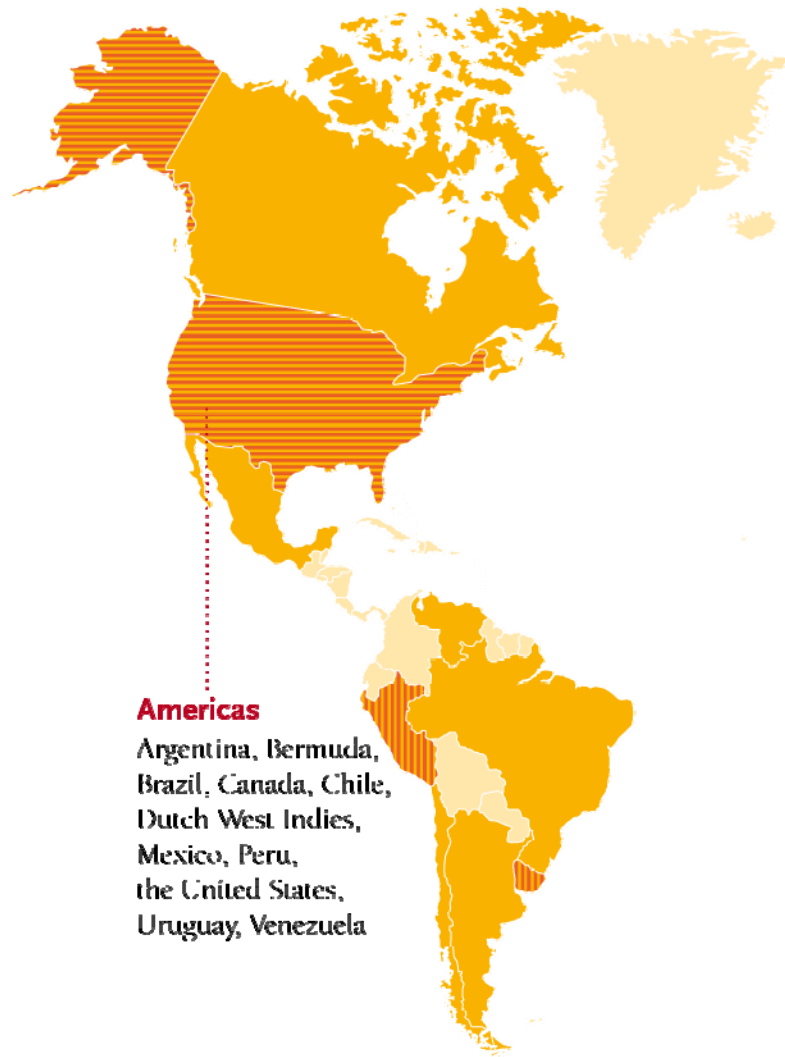 Americas
Argentina, Bermuda,
Brazil, Canada, Chile,
Dutch West Indies,
Mexico, Peru,
the United States,
Uruguay, Venezuela